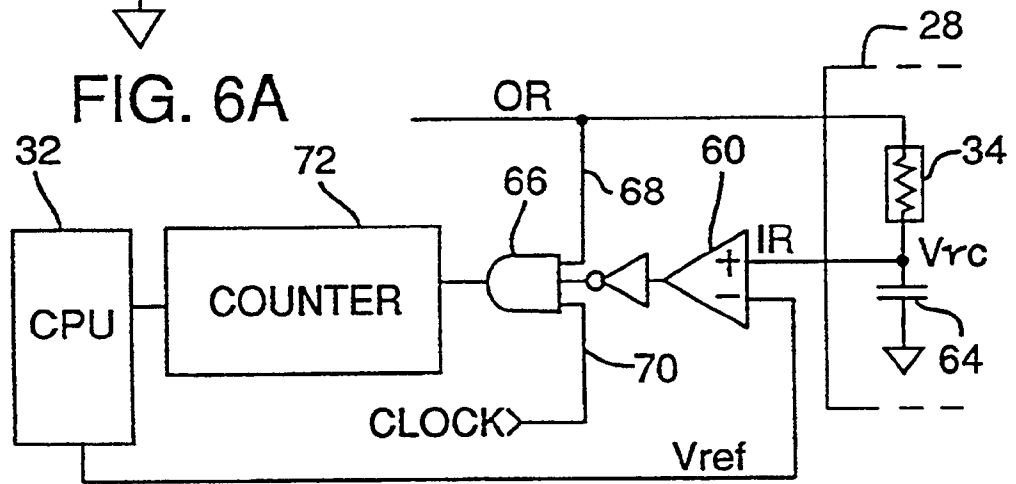 28
FIG. 6A
OR
32
72
66
68
60
34
IR
Vrc
+
−
CPU
COUNTER
70
64
CLOCK
Vref